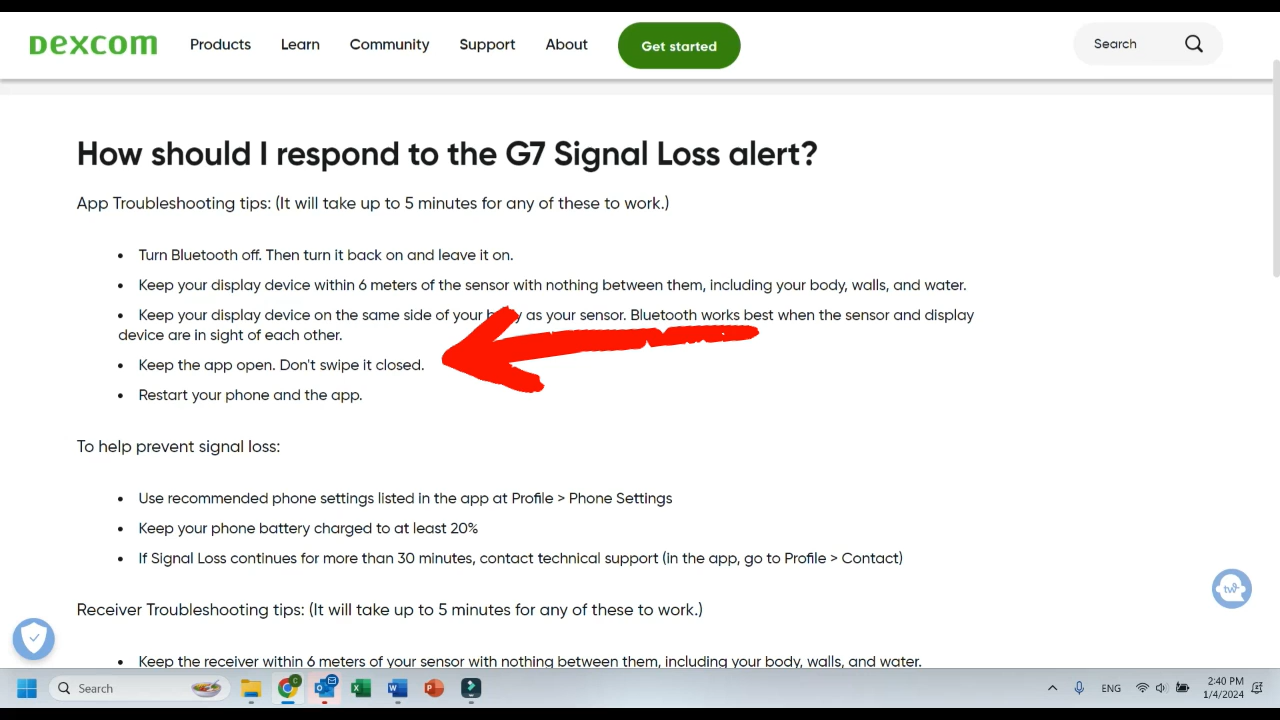 Dexcom Products Learn Community Support About Get started Search
How should I respond to the G7 Signal Loss alert?
App Troubleshooting tips: (It will take up to 5 minutes for any of these to work.)
• Turn Bluetooth off. Then turn it back on and leave it on.
• Keep your display device within 6 meters of the sensor with nothing between them, including your body, walls, and water.
• Keep your display device on the same side of your body as your sensor. Bluetooth works best when the sensor and display
device are in sight of each other.
• Keep the app open. Don't swipe it closed.
• Restart your phone and the app.
To help prevent signal loss:
• Use recommended phone settings listed in the app at Profile > Phone Settings
• Keep your phone battery charged to at least 20%
• If Signal Loss continues for more than 30 minutes, contact technical support (in the app, go to Profile > Contact)
tw
Receiver Troubleshooting tips: (It will take up to 5 minutes for any of these to work.)
• Keep the receiver within 6 meters of your sensor with nothing between them, including your body, walls, and water.
Search ENG 2:40 PM
1/4/2024